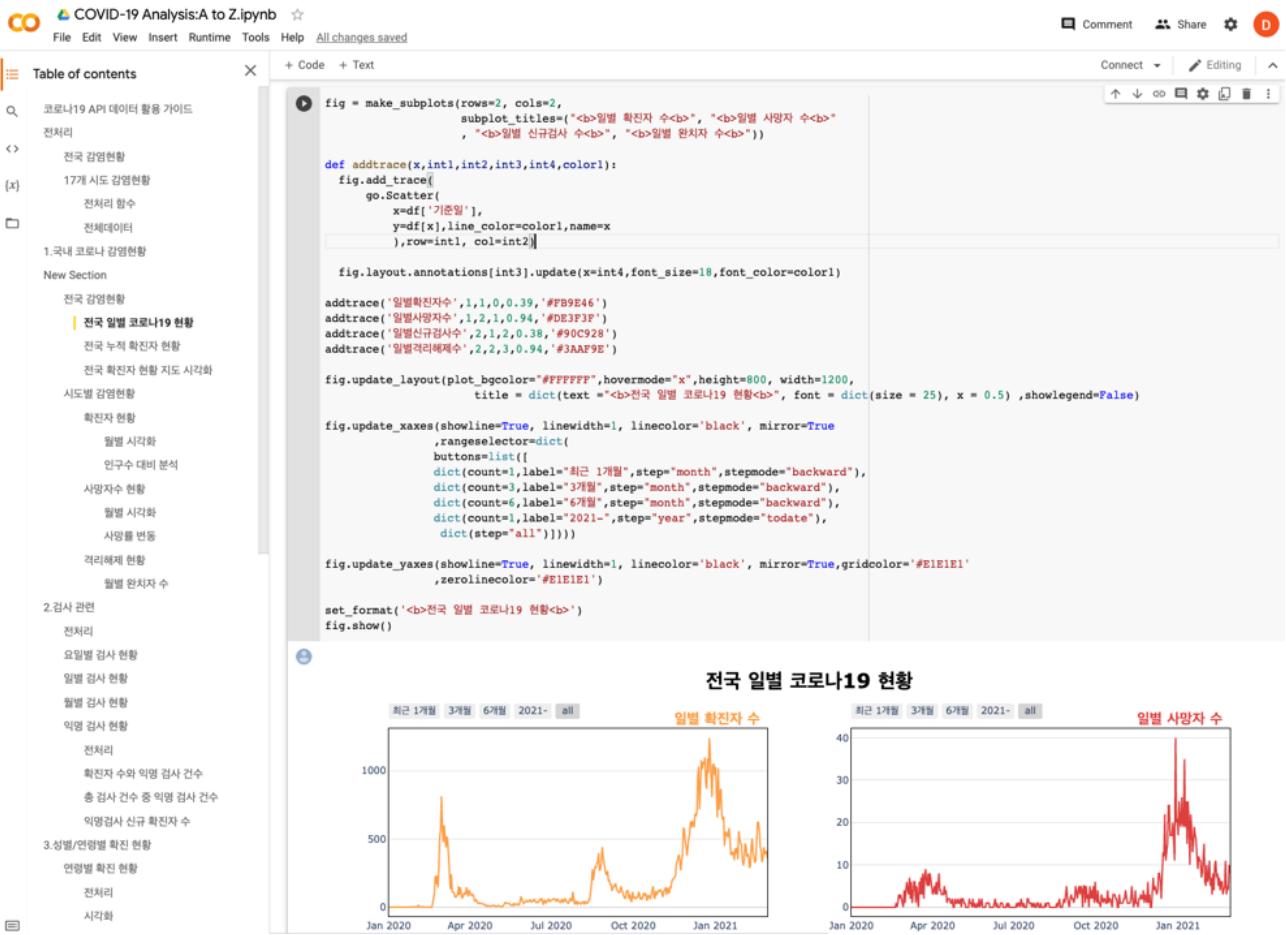 COVID-19 Analysis:A to Z.ipynb
File Edit View Insert Runtime Tools Help All changes saved
Comment Share D
Table of contents
+ Code + Text
Connect Editing
코로나19 API 데이터 활용 가이드
전처리
전국 감염현황
17개 시도 감염현황
전처리 함수
전체데이터
1.국내 코로나 감염현황
New Section
전국 감염현황
전국 일별 코로나19 현황
전국 누적 확진자 현황
전국 확진자 현황 지도 시각화
시도별 감염현황
확진자 현황
월별 시각화
인구수 대비 분석
사망자수 현황
월별 시각화
사망률 변동
격리해제 현황
월별 완치자 수
2.검사 관련
전처리
요일별 검사 현황
일별 검사 현황
월별 검사 현황
익명 검사 현황
전처리
확진자 수와 익명 검사 건수
총 검사 건수 중 익명 검사 건수
익명검사 신규 확진자 수
3.성별/연령별 확진 현황
연령별 확진 현황
전처리
시각화
{x}
fig = make_subplots(rows=2, cols=2,
subplot_titles=("<b>일별 확진자 수<b>", "<b>일별 사망자 수<b>"
, "<b>일별 신규검사 수<b>", "<b>일별 완치자 수<b>"))
def addtrace(x,int1,int2,int3,int4,color1):
fig.add_trace(
go.Scatter(
x=df['기준일'],
y=df[x],line_color=color1,name=x
),row=int1, col=int2)
fig.layout.annotations[int3].update(x=int4,font_size=18,font_color=color1)
addtrace('일별확진자수',1,1,0,0.39,'#FB9E46')
addtrace('일별사망자수',1,2,1,0.94,'#DE3F3F')
addtrace('일별신규검사수',2,1,2,0.38,'#90C928')
addtrace('일별격리해제수',2,2,3,0.94,'#3AAF9E')
fig.update_layout(plot_bgcolor="#FFFFFF",hovermode="x",height=800, width=1200,
title = dict(text ="<b>전국 일별 코로나19 현황<b>", font = dict(size = 25), x = 0.5) ,showlegend=False)
fig.update_xaxes(showline=True, linewidth=1, linecolor='black', mirror=True
,rangeselector=dict(
buttons=list([
dict(count=1,label="최근 1개월",step="month",stepmode="backward"),
dict(count=3,label="3개월",step="month",stepmode="backward"),
dict(count=6,label="6개월",step="month",stepmode="backward"),
dict(count=1,label="2021-",step="year",stepmode="todate"),
dict(step="all")])))
fig.update_yaxes(showline=True, linewidth=1, linecolor='black', mirror=True,gridcolor='#E1E1E1'
,zerolinecolor='#E1E1E1')
set_format('<b>전국 일별 코로나19 현황<b>')
fig.show()
전국 일별 코로나19 현황
최근 1개월 3개월 6개월 2021- all
일별 확진자 수
1000
500
0
Jan 2020 Apr 2020 Jul 2020 Oct 2020 Jan 2021
최근 1개월 3개월 6개월 2021- all
일별 사망자 수
40
30
20
10
0
Jan 2020 Apr 2020 Jul 2020 Oct 2020 Jan 2021